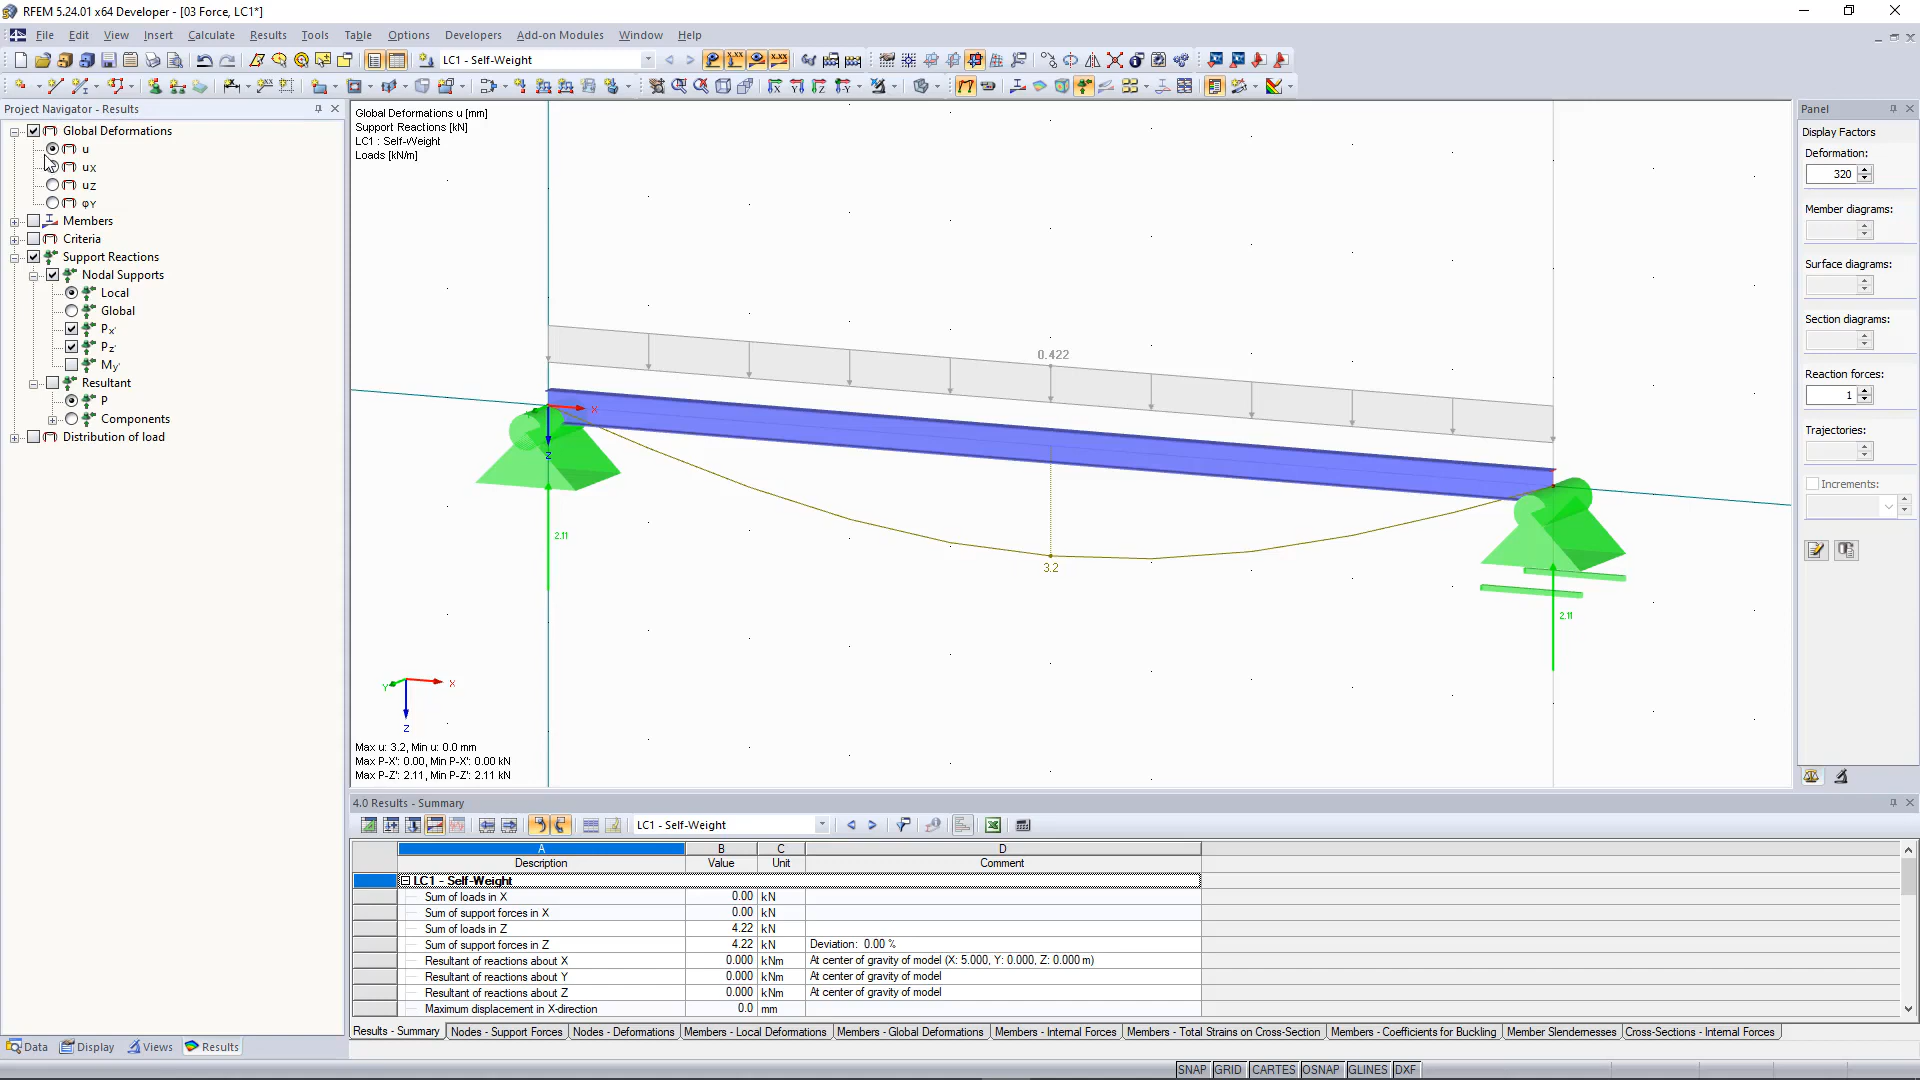 RFEM 5.24.01 x64 Developer - [03 Force, LC1*]
File Edit View Insert Calculate Results Tools Table Options Developers Add-on Modules Window Help
LC1 - Self-Weight
Project Navigator - Results
Global Deformations
u
uX
uZ
φY
Members
Criteria
Support Reactions
Nodal Supports
Local
Global
Px'
Pz'
My'
Resultant
P
Components
Distribution of load
Data Display Views Results
Global Deformations u [mm]
Support Reactions [kN]
LC1 : Self-Weight
Loads [kN/m]
0.422
X
Z
2.11
3.2
2.11
Y
X
Z
Max u: 3.2, Min u: 0.0 mm
Max P-X': 0.00, Min P-X': 0.00 kN
Max P-Z': 2.11, Min P-Z': 2.11 kN
Panel
Display Factors
Deformation:
320
Member diagrams:
Surface diagrams:
Section diagrams:
Reaction forces:
1
Trajectories:
Increments:
4.0 Results - Summary
LC1 - Self-Weight
A B C D
Description Value Unit Comment
LC1 - Self-Weight
Sum of loads in X 0.00 kN
Sum of support forces in X 0.00 kN
Sum of loads in Z 4.22 kN
Sum of support forces in Z 4.22 kN Deviation: 0.00 %
Resultant of reactions about X 0.000 kNm At center of gravity of model (X: 5.000, Y: 0.000, Z: 0.000 m)
Resultant of reactions about Y 0.000 kNm At center of gravity of model
Resultant of reactions about Z 0.000 kNm At center of gravity of model
Maximum displacement in X-direction 0.0 mm
Results - Summary Nodes - Support Forces Nodes - Deformations Members - Local Deformations Members - Global Deformations Members - Internal Forces Members - Total Strains on Cross-Section Members - Coefficients for Buckling Member Slendernesses Cross-Sections - Internal Forces
SNAP GRID CARTES OSNAP GLINES DXF